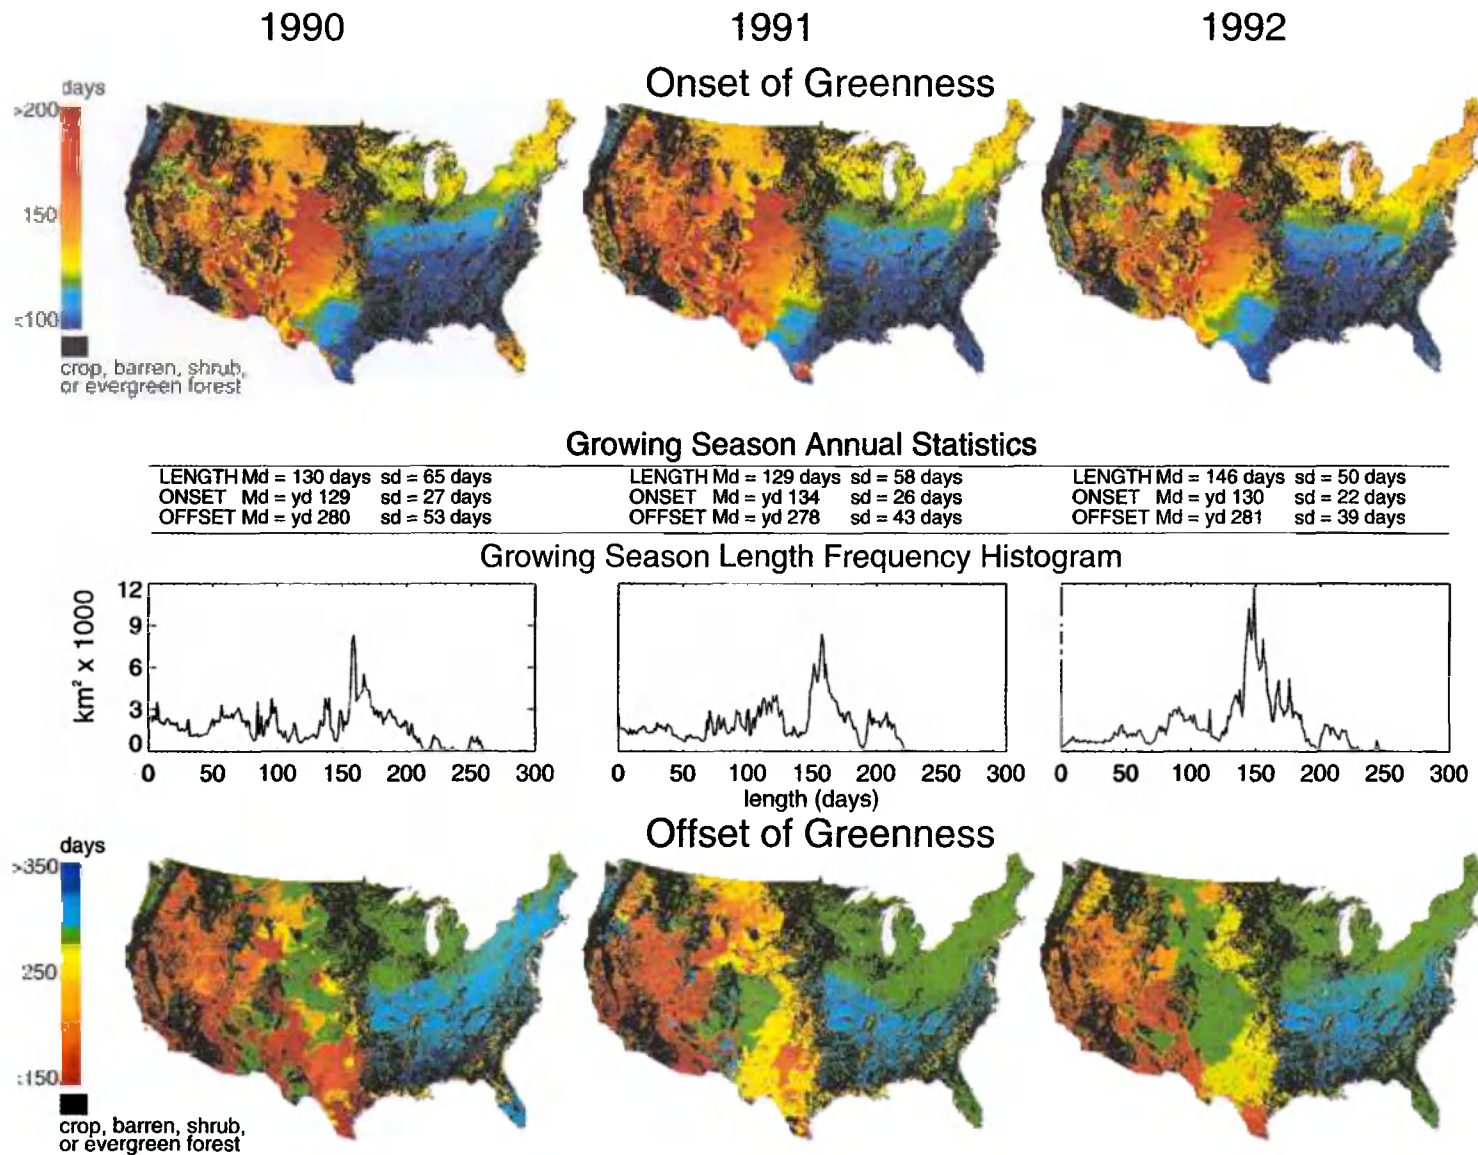 1990 1991 1992
Onset of Greenness
days
>200
150
≤100
crop, barren, shrub,
or evergreen forest
Growing Season Annual Statistics
LENGTH Md = 130 days sd = 65 days
ONSET Md = yd 129 sd = 27 days
OFFSET Md = yd 280 sd = 53 days
LENGTH Md = 129 days sd = 58 days
ONSET Md = yd 134 sd = 26 days
OFFSET Md = yd 278 sd = 43 days
LENGTH Md = 146 days sd = 50 days
ONSET Md = yd 130 sd = 22 days
OFFSET Md = yd 281 sd = 39 days
Growing Season Length Frequency Histogram
km² x 1000
12
9
6
3
0
0 50 100 150 200 250 300
0 50 100 150 200 250 300
0 50 100 150 200 250 300
length (days)
Offset of Greenness
days
>350
250
≤150
crop, barren, shrub,
or evergreen forest